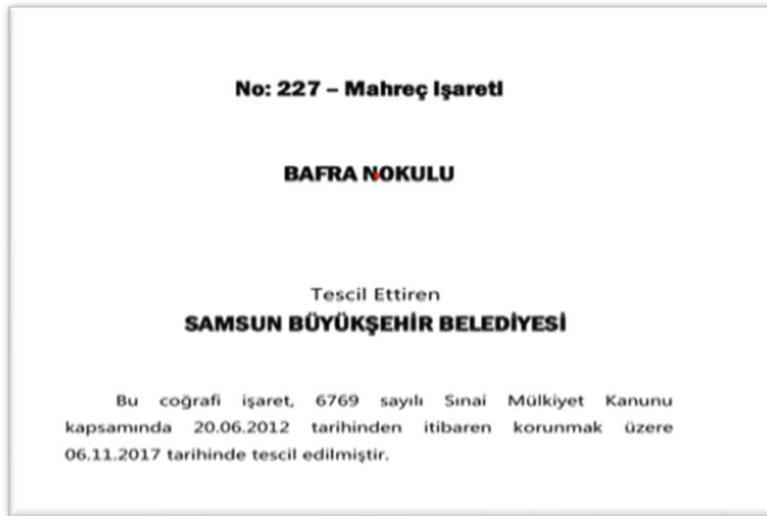 No: 227 – Mahreç İşareti
BAFRA NOKULU
Tescil Ettiren
SAMSUN BÜYÜKŞEHİR BELEDİYESİ
Bu coğrafi işaret, 6769 sayılı Sınai Mülkiyet Kanunu
kapsamında 20.06.2012 tarihinden itibaren korunmak üzere
06.11.2017 tarihinde tescil edilmiştir.